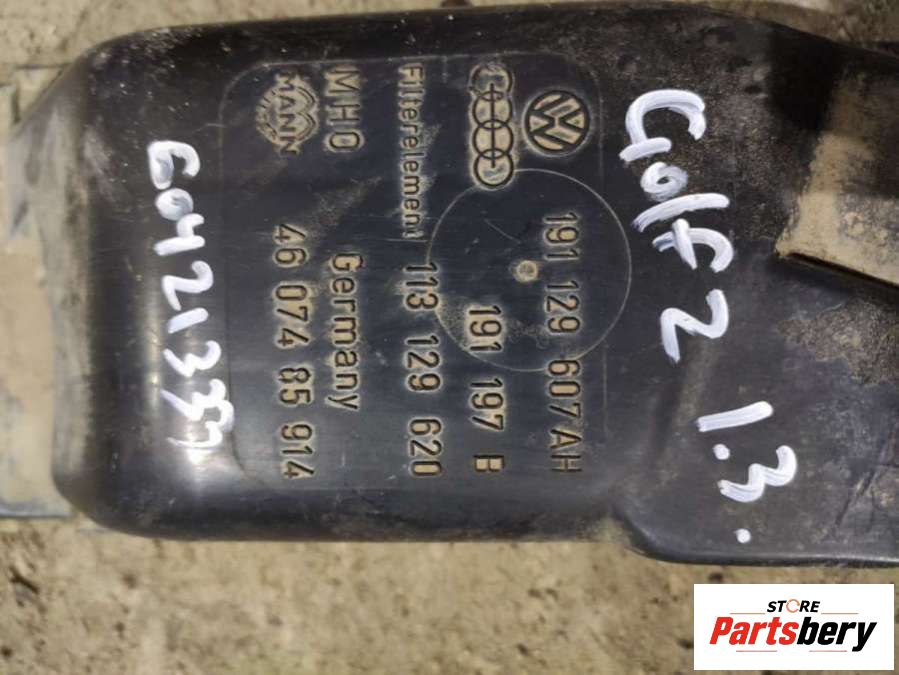 GolF 2 1.3.
VW 191 129 607 AH
191 197 B
Filterelement 113 129 620
MHO Germany
MANN 46 074 85 914
STORE
Partsbery